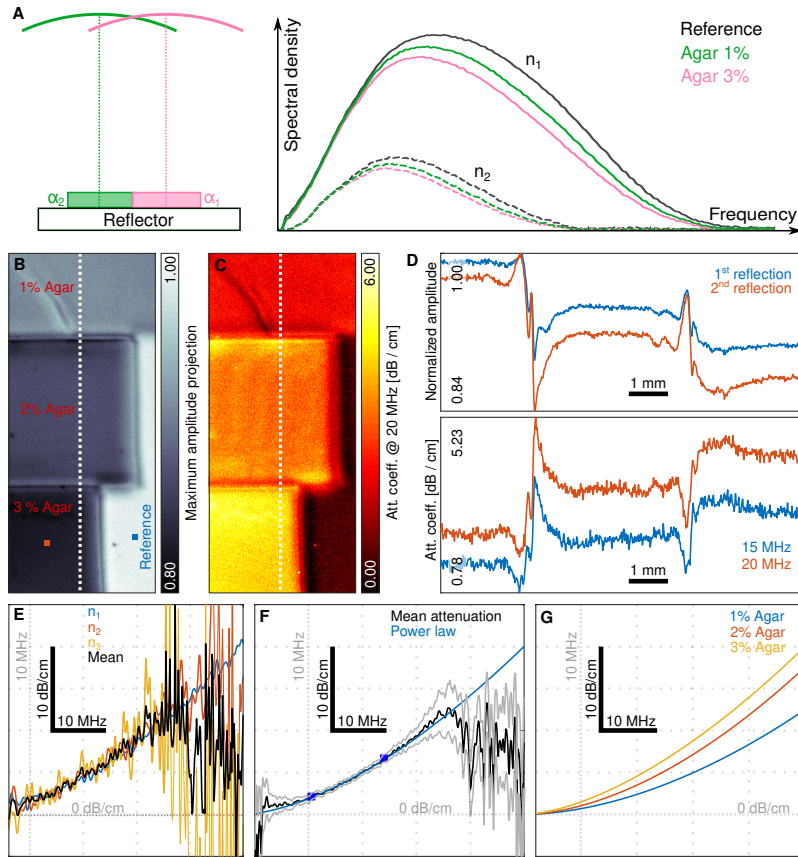 A
α2
α1
Reflector
Spectral density
n1
n2
Reference
Agar 1%
Agar 3%
Frequency
B
1% Agar
2% Agar
3 % Agar
Reference
1.00
Maximum amplitude projection
0.80
C
6.00
Att. coeff. @ 20 MHz [dB / cm]
0.00
D
Normalized amplitude
1.00
0.84
1st reflection
2nd reflection
1 mm
Att. coeff. [dB / cm]
5.23
0.78
15 MHz
20 MHz
1 mm
E
10 MHz
n1
n2
n3
Mean
10 dB/cm
10 MHz
0 dB/cm
F
10 MHz
Mean attenuation
Power law
10 dB/cm
10 MHz
0 dB/cm
G
10 MHz
1% Agar
2% Agar
3% Agar
10 dB/cm
10 MHz
0 dB/cm